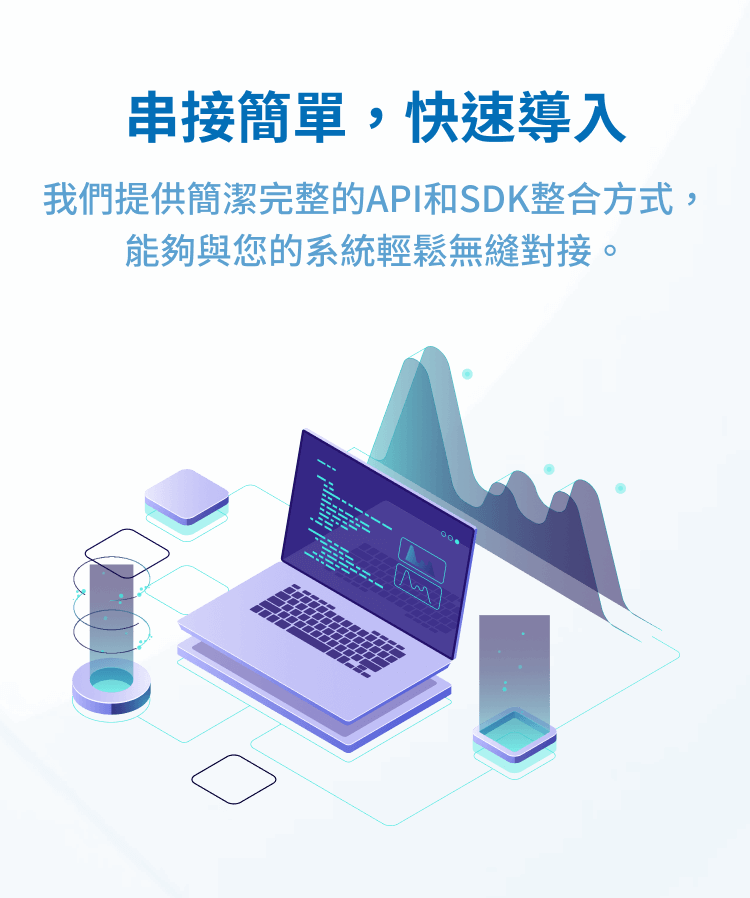 串接簡單，快速導入
我們提供簡潔完整的API和SDK整合方式，
能夠與您的系統輕鬆無縫對接。